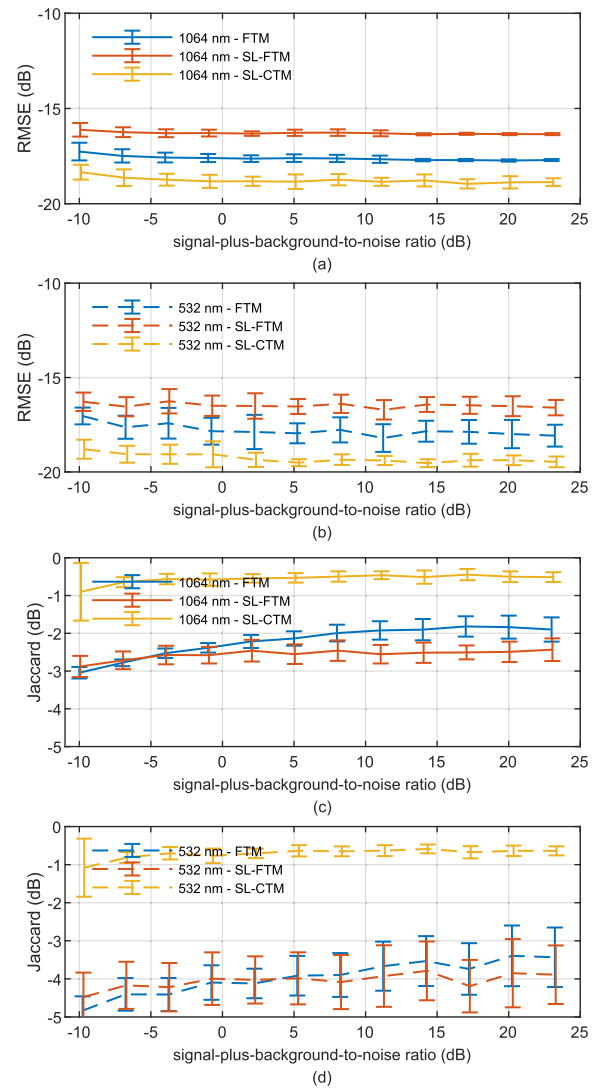 -10
1064 nm - FTM
1064 nm - SL-FTM
1064 nm - SL-CTM
-15
-20
RMSE (dB)
-10 -5 0 5 10 15 20 25
signal-plus-background-to-noise ratio (dB)
(a)
-10
532 nm - FTM
532 nm - SL-FTM
532 nm - SL-CTM
-15
-20
RMSE (dB)
-10 -5 0 5 10 15 20 25
signal-plus-background-to-noise ratio (dB)
(b)
0
1064 nm - FTM
-1
1064 nm - SL-FTM
1064 nm - SL-CTM
-2
-3
-4
-5
Jaccard (dB)
-10 -5 0 5 10 15 20 25
signal-plus-background-to-noise ratio (dB)
(c)
0
532 nm - FTM
-1
532 nm - SL-FTM
532 nm - SL-CTM
-2
-3
-4
-5
Jaccard (dB)
-10 -5 0 5 10 15 20 25
signal-plus-background-to-noise ratio (dB)
(d)